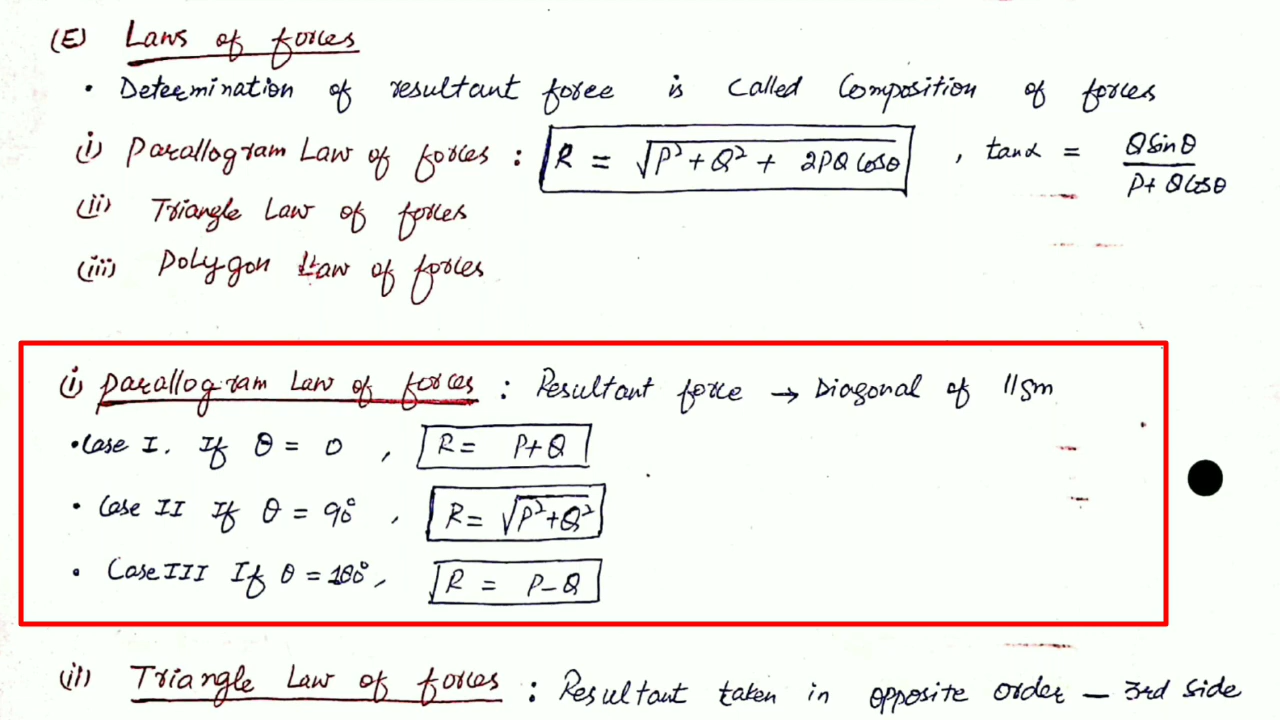 (E) Laws of forces
• Determination of resultant force is called Composition of forces
(i) Parallogram Law of forces : R = √P²+Q²+ 2PQ Cosθ , tanα = QSinθ / P+ QCosθ
(ii) Triangle Law of forces
(iii) Polygon Law of forces
(i) Parallogram Law of forces : Resultant force → Diagonal of ||gm
• Case I. If θ = 0 , R = P+Q
• Case II If θ = 90° , R = √P²+Q²
• Case III If θ = 180°, R = P-Q
(ii) Triangle Law of forces : Resultant taken in opposite order – 3rd side